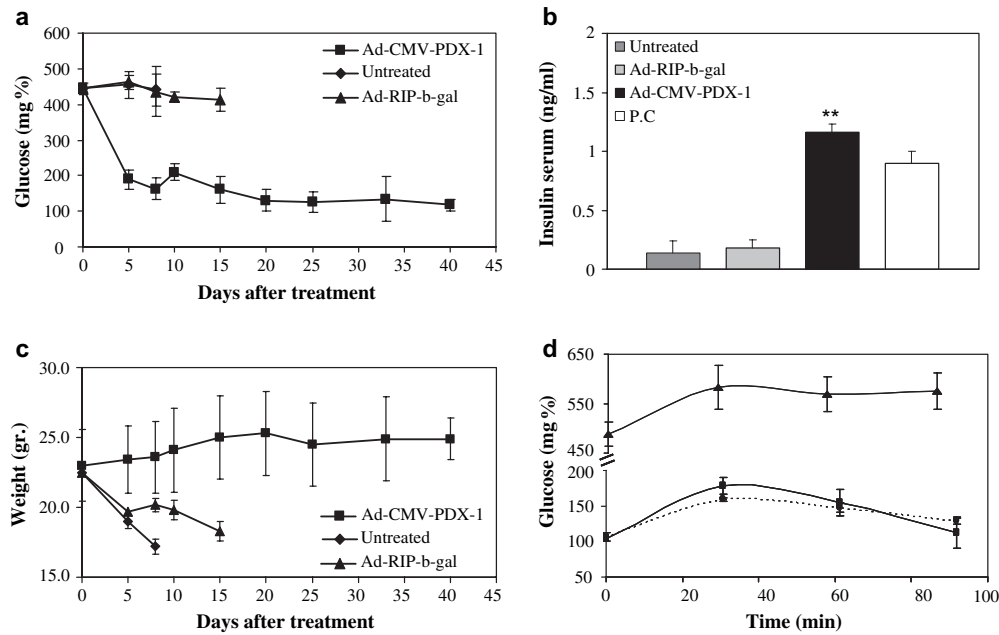 a
600
500
400
300
200
100
0
Glucose (mg %)
Ad-CMV-PDX-1
Untreated
Ad-RIP-b-gal
0 5 10 15 20 25 30 35 40 45
Days after treatment
b
2
1.5
1
0.5
0
Insulin serum (ng/ml)
Untreated
Ad-RIP-b-gal
Ad-CMV-PDX-1
P.C
**
c
30.0
25.0
20.0
15.0
Weight (gr.)
Ad-CMV-PDX-1
Untreated
Ad-RIP-b-gal
0 5 10 15 20 25 30 35 40 45
Days after treatment
d
650
550
450
200
150
100
50
Glucose (mg %)
0 20 40 60 80 100
Time (min)